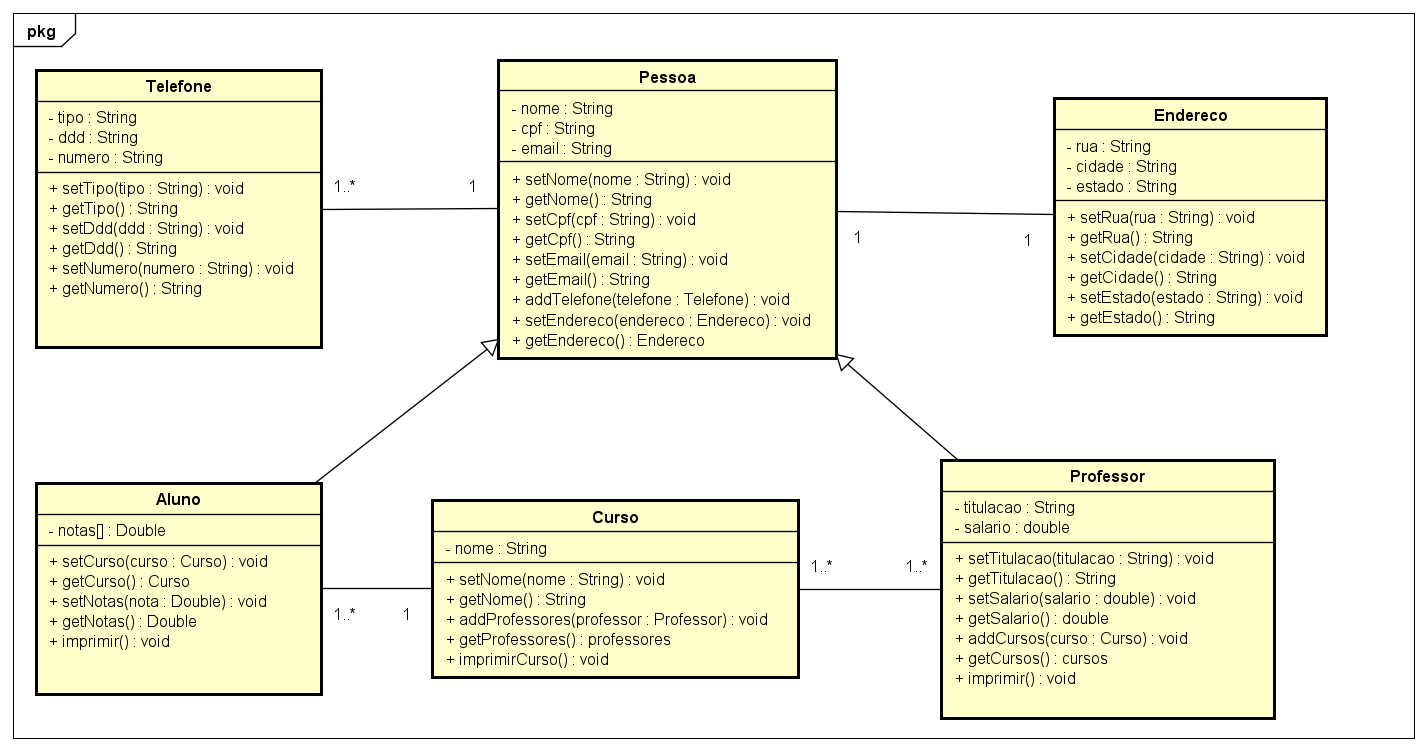 pkg
Telefone
- tipo : String
- ddd : String
- numero : String
+ setTipo(tipo : String) : void
+ getTipo() : String
+ setDdd(ddd : String) : void
+ getDdd() : String
+ setNumero(numero : String) : void
+ getNumero() : String
1..*
1
Pessoa
- nome : String
- cpf : String
- email : String
+ setNome(nome : String) : void
+ getNome() : String
+ setCpf(cpf : String) : void
+ getCpf() : String
+ setEmail(email : String) : void
+ getEmail() : String
+ addTelefone(telefone : Telefone) : void
+ setEndereco(endereco : Endereco) : void
+ getEndereco() : Endereco
1
1
Endereco
- rua : String
- cidade : String
- estado : String
+ setRua(rua : String) : void
+ getRua() : String
+ setCidade(cidade : String) : void
+ getCidade() : String
+ setEstado(estado : String) : void
+ getEstado() : String
Aluno
- notas[] : Double
+ setCurso(curso : Curso) : void
+ getCurso() : Curso
+ setNotas(nota : Double) : void
+ getNotas() : Double
+ imprimir() : void
1..*
1
Curso
- nome : String
+ setNome(nome : String) : void
+ getNome() : String
+ addProfessores(professor : Professor) : void
+ getProfessores() : professores
+ imprimirCurso() : void
1..*
1..*
Professor
- titulacao : String
- salario : double
+ setTitulacao(titulacao : String) : void
+ getTitulacao() : String
+ setSalario(salario : double) : void
+ getSalario() : double
+ addCursos(curso : Curso) : void
+ getCursos() : cursos
+ imprimir() : void